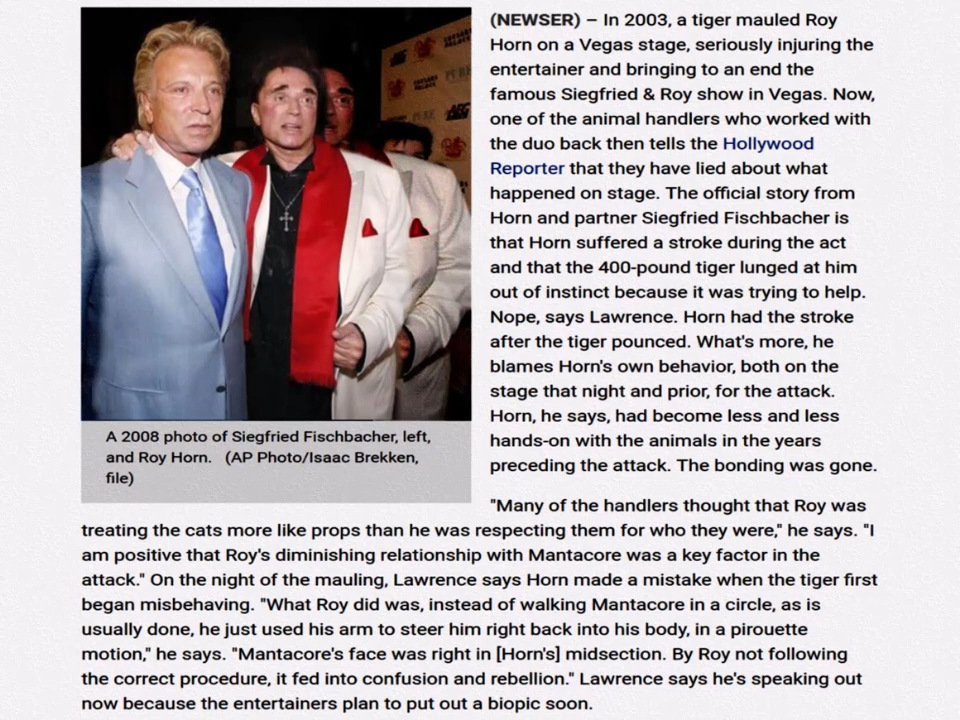 CAESARS
PALACE
PURE
CAESARS
PALACE
(NEWSER) – In 2003, a tiger mauled Roy
Horn on a Vegas stage, seriously injuring the
entertainer and bringing to an end the
famous Siegfried & Roy show in Vegas. Now,
one of the animal handlers who worked with
the duo back then tells the Hollywood
Reporter that they have lied about what
happened on stage. The official story from
Horn and partner Siegfried Fischbacher is
that Horn suffered a stroke during the act
and that the 400-pound tiger lunged at him
out of instinct because it was trying to help.
Nope, says Lawrence. Horn had the stroke
after the tiger pounced. What's more, he
blames Horn's own behavior, both on the
stage that night and prior, for the attack.
Horn, he says, had become less and less
hands-on with the animals in the years
preceding the attack. The bonding was gone.
A 2008 photo of Siegfried Fischbacher, left,
and Roy Horn. (AP Photo/Isaac Brekken,
file)
"Many of the handlers thought that Roy was
treating the cats more like props than he was respecting them for who they were," he says. "I
am positive that Roy's diminishing relationship with Mantacore was a key factor in the
attack." On the night of the mauling, Lawrence says Horn made a mistake when the tiger first
began misbehaving. "What Roy did was, instead of walking Mantacore in a circle, as is
usually done, he just used his arm to steer him right back into his body, in a pirouette
motion," he says. "Mantacore's face was right in [Horn's] midsection. By Roy not following
the correct procedure, it fed into confusion and rebellion." Lawrence says he's speaking out
now because the entertainers plan to put out a biopic soon.